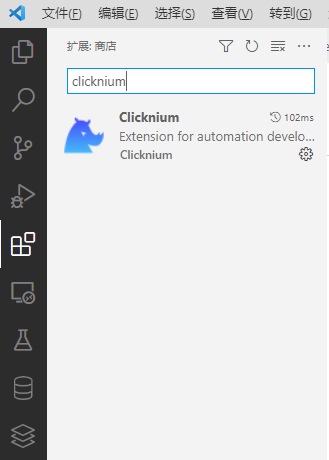 文件(F) 编辑(E) 选择(S) 查看(V) 转到(G)
扩展: 商店
clicknium
Clicknium 102ms
Extension for automation develo...
Clicknium